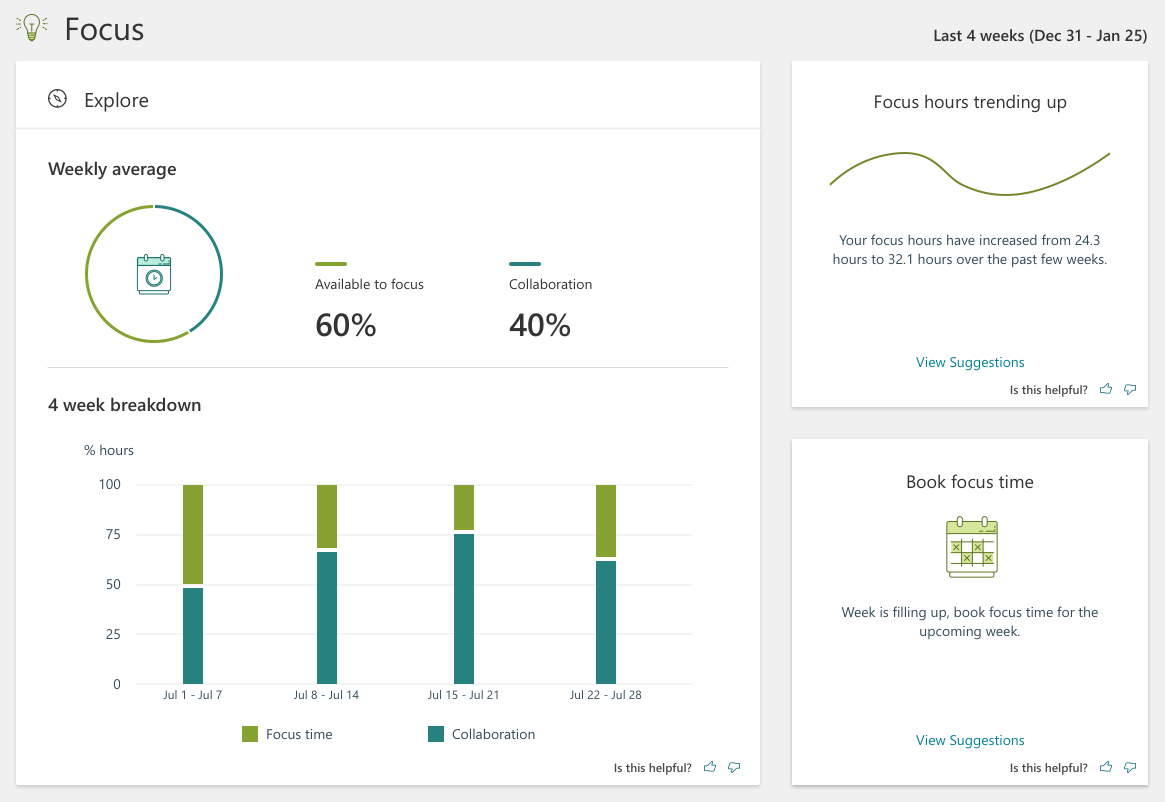 Focus
Last 4 weeks (Dec 31 - Jan 25)
Explore
Weekly average
Available to focus
60%
Collaboration
40%
4 week breakdown
% hours
100
75
50
25
0
Jul 1 - Jul 7
Jul 8 - Jul 14
Jul 15 - Jul 21
Jul 22 - Jul 28
Focus time
Collaboration
Is this helpful?
Focus hours trending up
Your focus hours have increased from 24.3
hours to 32.1 hours over the past few weeks.
View Suggestions
Is this helpful?
Book focus time
Week is filling up, book focus time for the
upcoming week.
View Suggestions
Is this helpful?